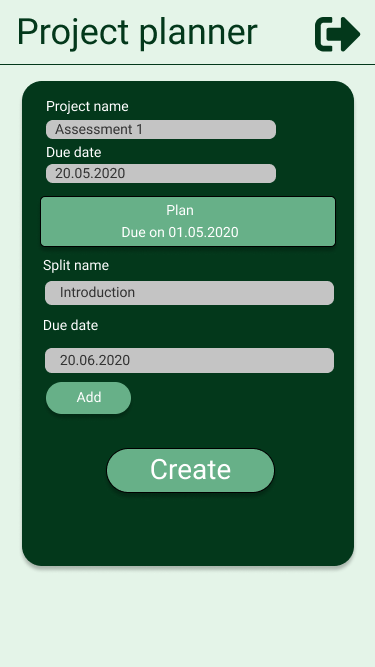 Project planner
Project name
Assessment 1
Due date
20.05.2020
Plan
Due on 01.05.2020
Split name
Introduction
Due date
20.06.2020
Add
Create